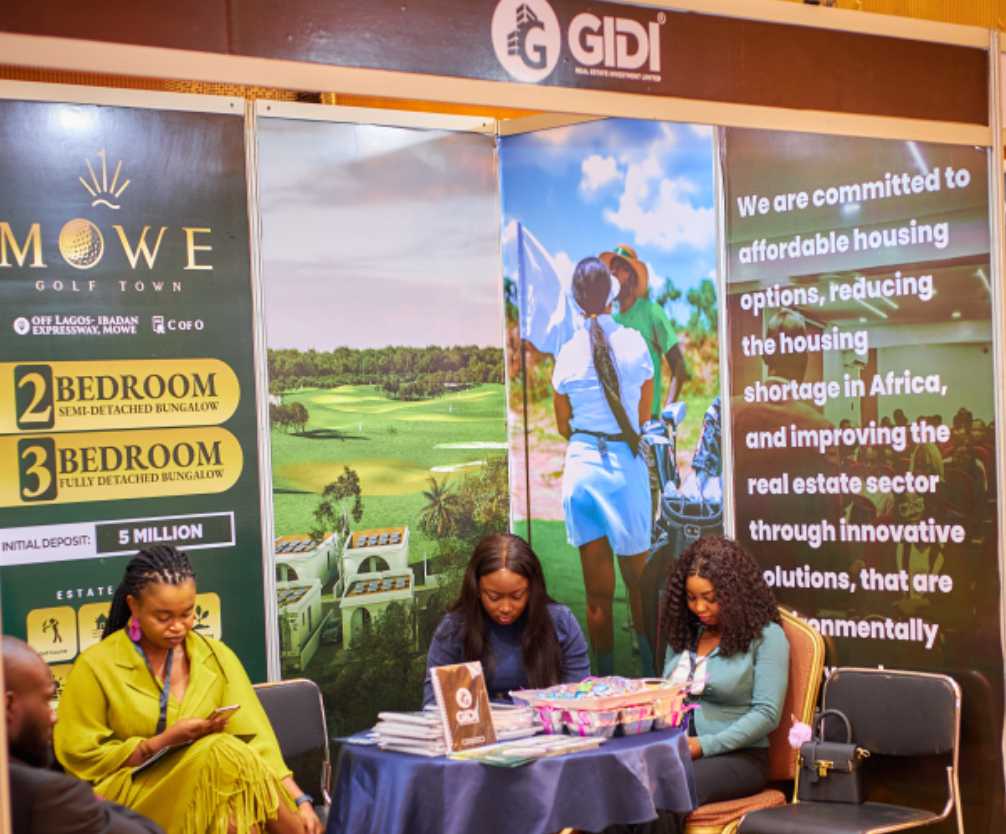 G GIDI
REAL ESTATE INVESTMENT LIMITED
MOWE
GOLF TOWN
OFF LAGOS- IBADAN
EXPRESSWAY, MOWE
C OF O
2 BEDROOM
SEMI-DETACHED BUNGALOW
3 BEDROOM
FULLY DETACHED BUNGALOW
INITIAL DEPOSIT: 5 MILLION
ESTATE
We are committed to
affordable housing
options, reducing
the housing
shortage in Africa,
and improving the
real estate sector
through innovative
olutions, that are
onmentally
GIDI